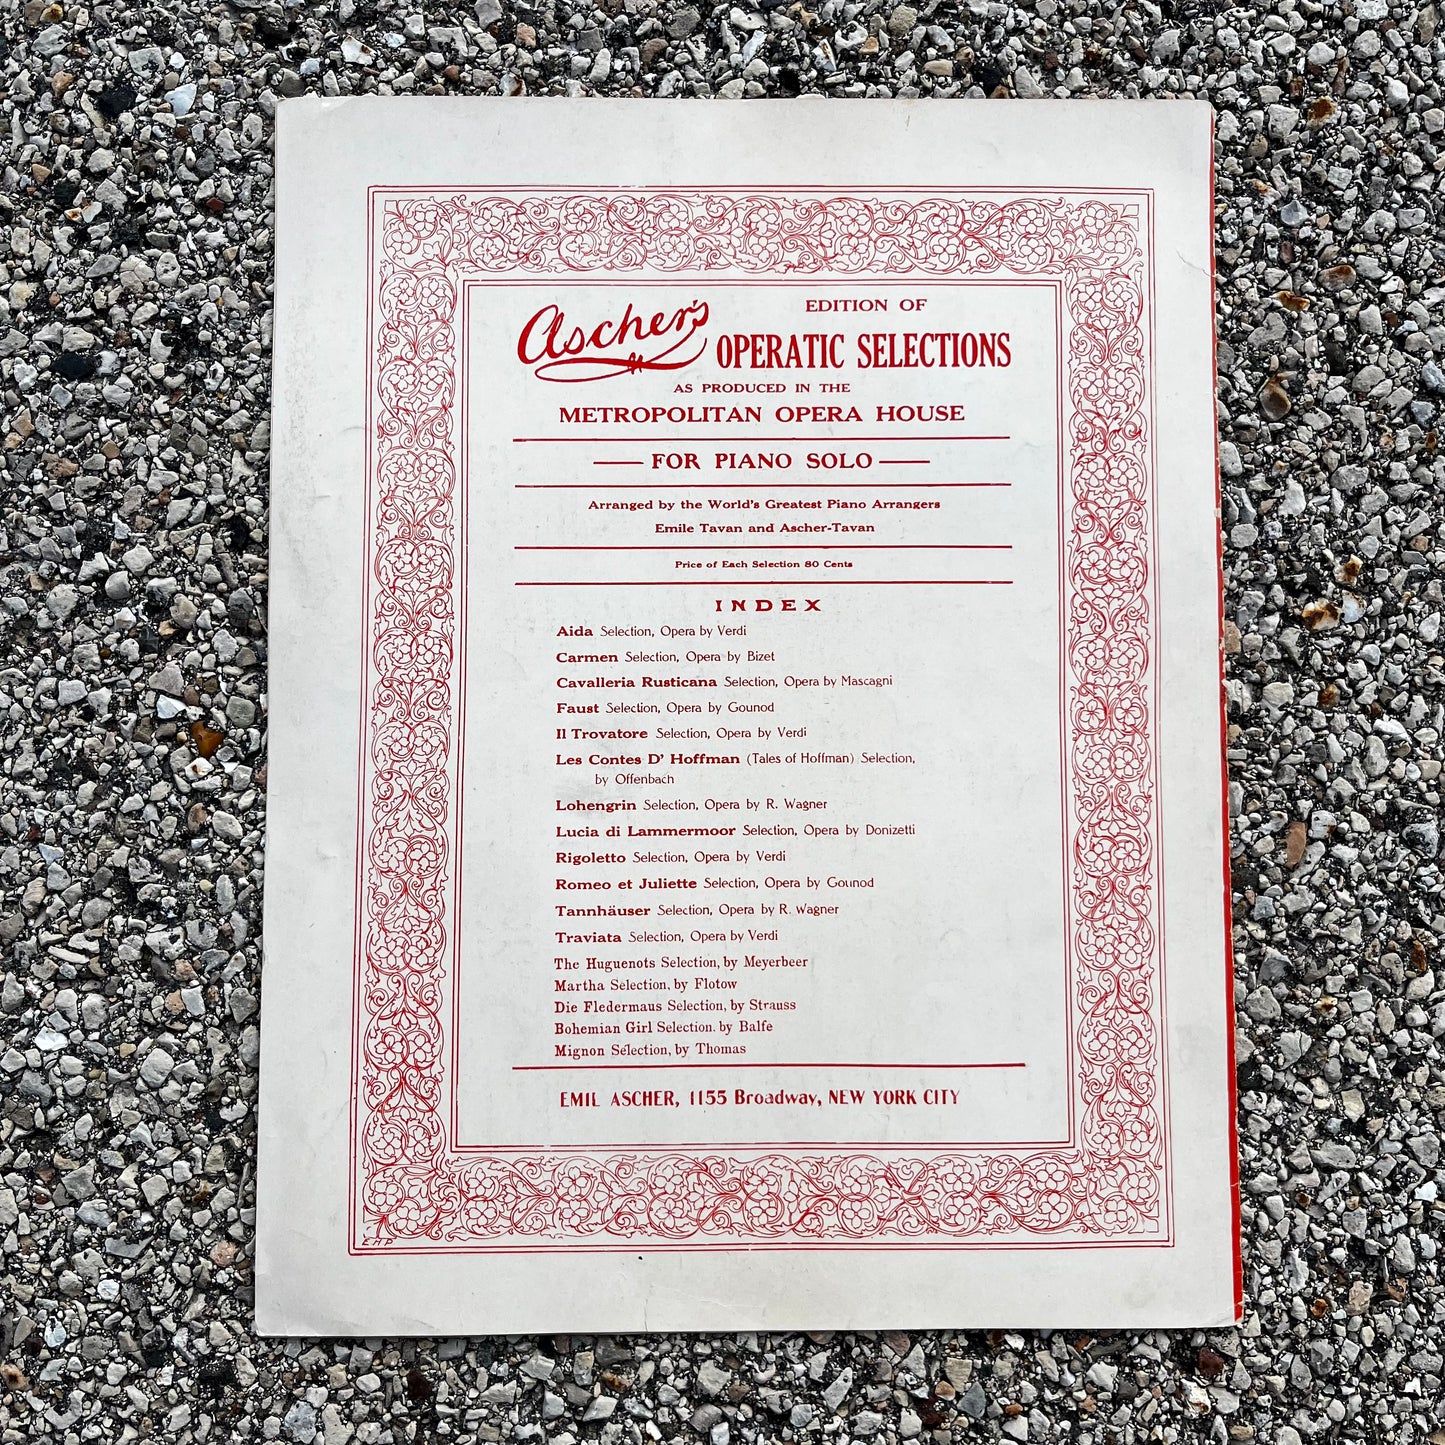 Ascher's
EDITION OF
OPERATIC SELECTIONS
AS PRODUCED IN THE
METROPOLITAN OPERA HOUSE
FOR PIANO SOLO
Arranged by the World's Greatest Piano Arrangers
Emile Tavan and Ascher-Tavan
Price of Each Selection 80 Cents
INDEX
Aida Selection, Opera by Verdi
Carmen Selection, Opera by Bizet
Cavalleria Rusticana Selection, Opera by Mascagni
Faust Selection, Opera by Gounod
Il Trovatore Selection, Opera by Verdi
Les Contes D' Hoffman (Tales of Hoffman) Selection,
by Offenbach
Lohengrin Selection, Opera by R. Wagner
Lucia di Lammermoor Selection, Opera by Donizetti
Rigoletto Selection, Opera by Verdi
Romeo et Juliette Selection, Opera by Gounod
Tannhäuser Selection, Opera by R. Wagner
Traviata Selection, Opera by Verdi
The Huguenots Selection, by Meyerbeer
Martha Selection, by Flotow
Die Fledermaus Selection, by Strauss
Bohemian Girl Selection. by Balfe
Mignon Selection, by Thomas
EMIL ASCHER, 1155 Broadway, NEW YORK CITY
E.H.P